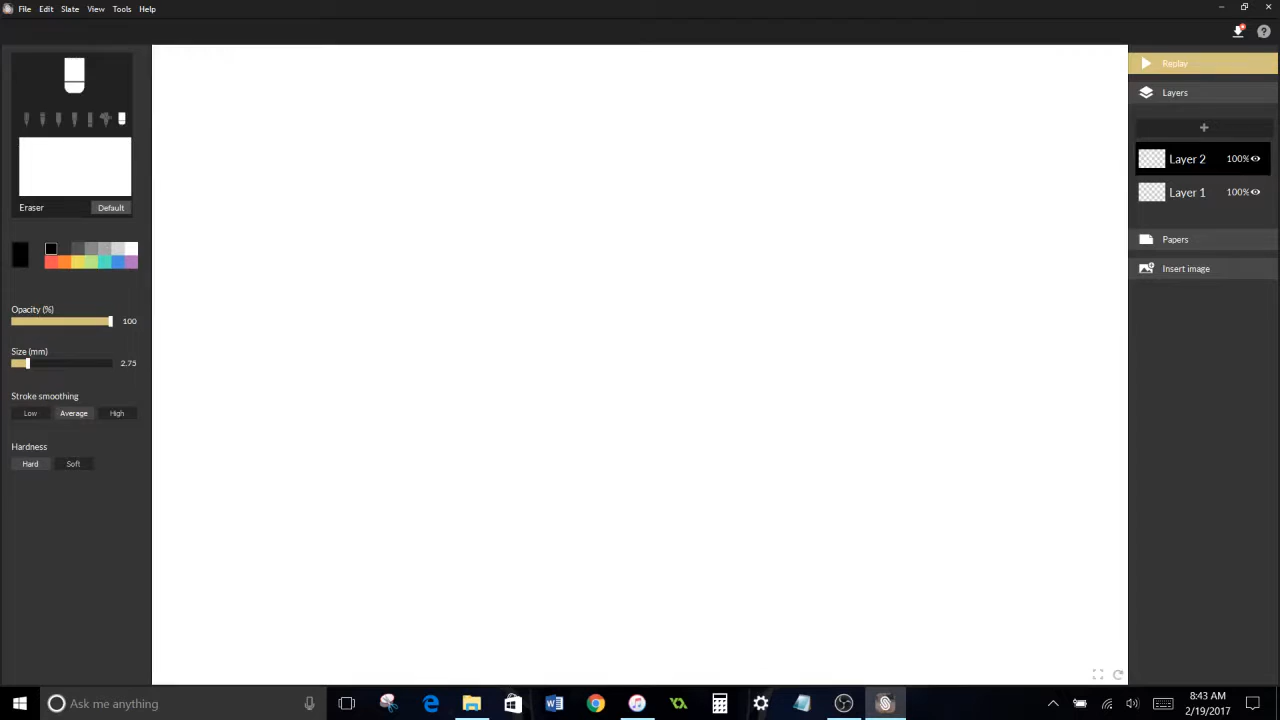 File Edit Slate View Tools Help
Replay
Layers
Layer 2 100%
Layer 1 100%
Papers
Insert image
Eraser Default
Opacity (%)
100
Size (mm)
2.75
Stroke smoothing
Low Average High
Hardness
Hard Soft
Ask me anything
8:43 AM
2/19/2017